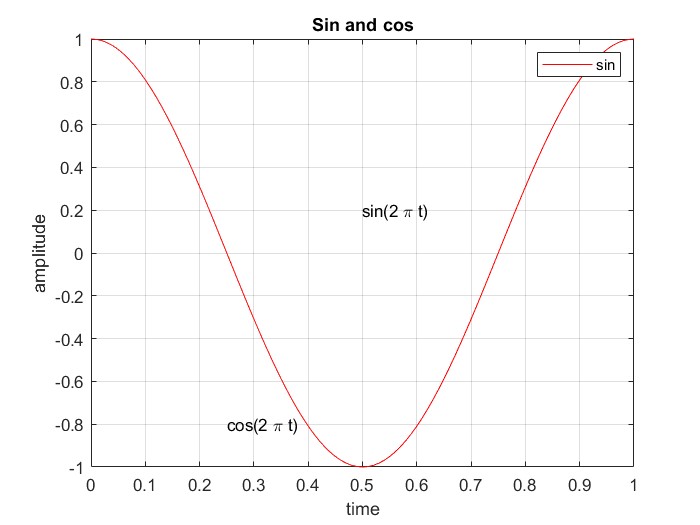 Sin and cos
1
0.8
0.6
0.4
0.2
0
-0.2
-0.4
-0.6
-0.8
-1
amplitude
sin
sin(2 π t)
cos(2 π t)
0 0.1 0.2 0.3 0.4 0.5 0.6 0.7 0.8 0.9 1
time